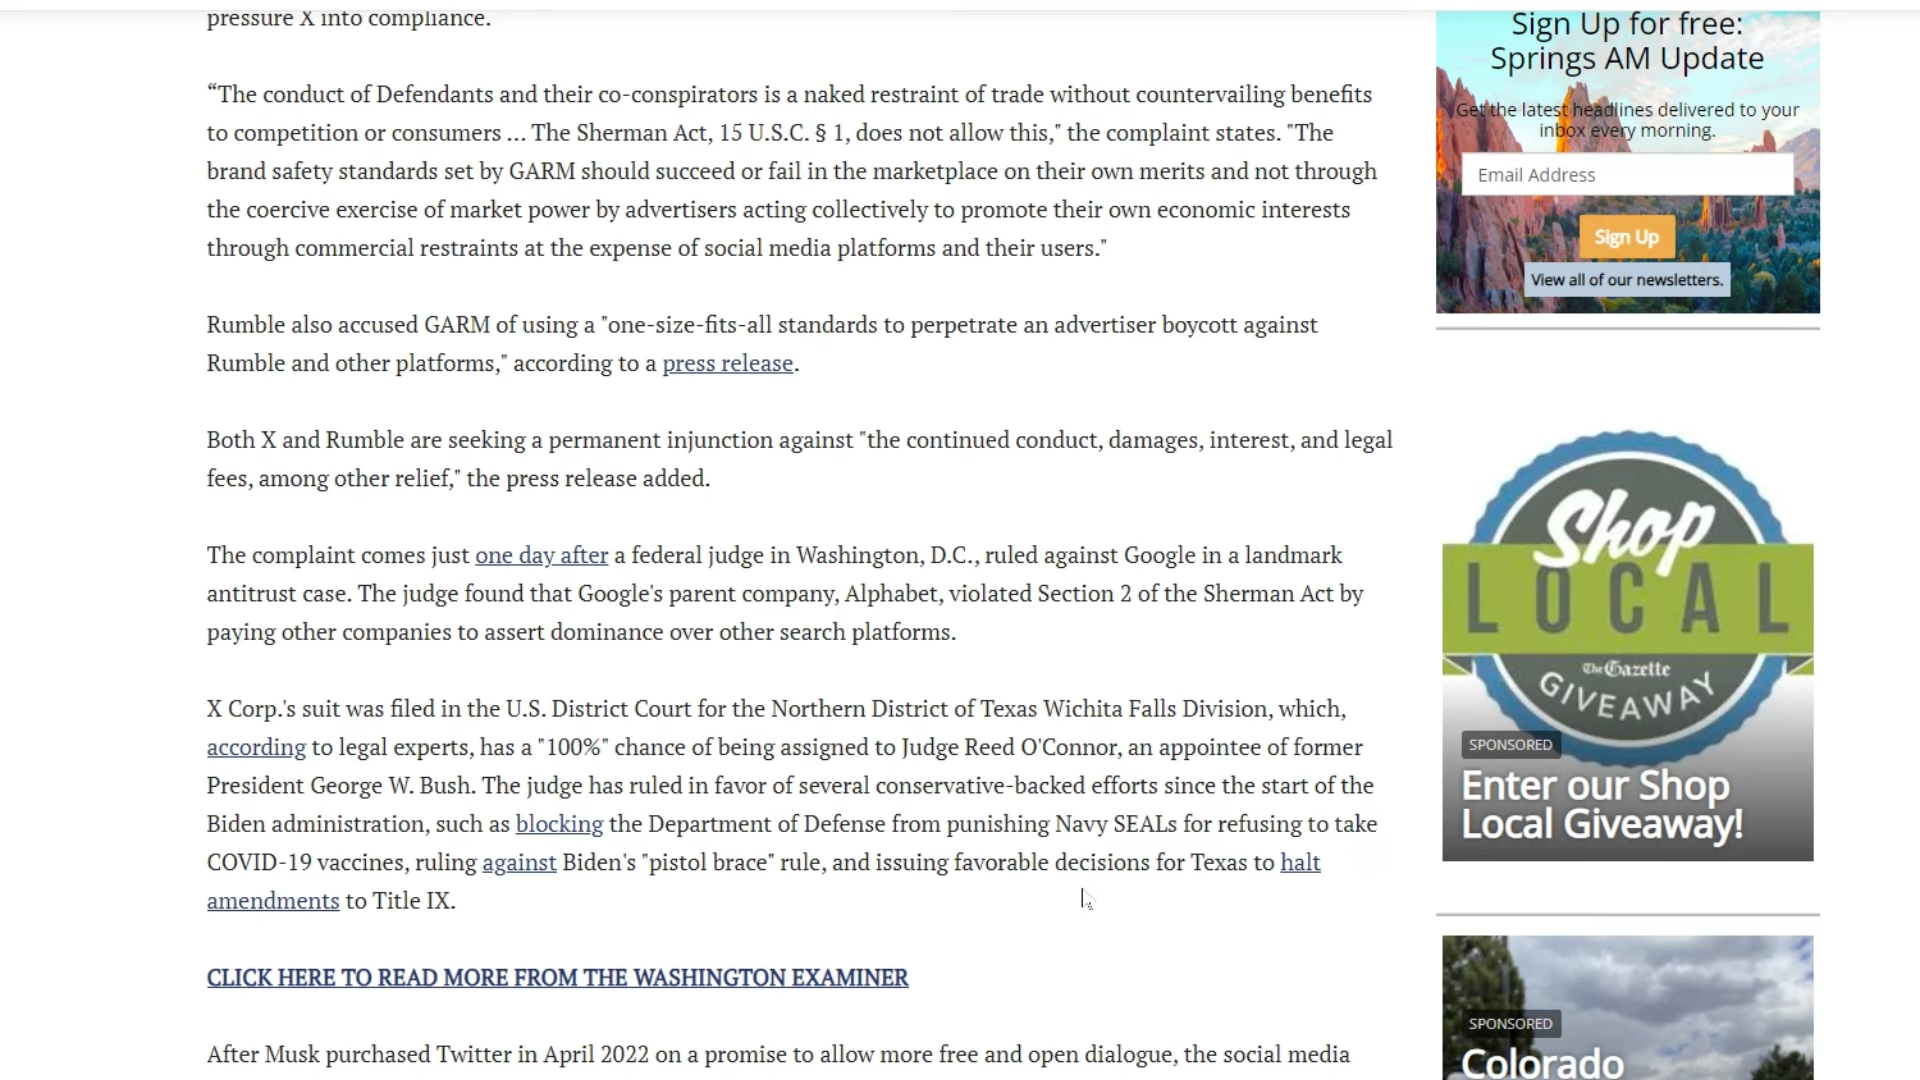 pressure X into compliance.
“The conduct of Defendants and their co-conspirators is a naked restraint of trade without countervailing benefits
to competition or consumers ... The Sherman Act, 15 U.S.C. § 1, does not allow this," the complaint states. "The
brand safety standards set by GARM should succeed or fail in the marketplace on their own merits and not through
the coercive exercise of market power by advertisers acting collectively to promote their own economic interests
through commercial restraints at the expense of social media platforms and their users."
Rumble also accused GARM of using a "one-size-fits-all standards to perpetrate an advertiser boycott against
Rumble and other platforms," according to a press release.
Both X and Rumble are seeking a permanent injunction against "the continued conduct, damages, interest, and legal
fees, among other relief," the press release added.
The complaint comes just one day after a federal judge in Washington, D.C., ruled against Google in a landmark
antitrust case. The judge found that Google's parent company, Alphabet, violated Section 2 of the Sherman Act by
paying other companies to assert dominance over other search platforms.
X Corp.'s suit was filed in the U.S. District Court for the Northern District of Texas Wichita Falls Division, which,
according to legal experts, has a "100%" chance of being assigned to Judge Reed O'Connor, an appointee of former
President George W. Bush. The judge has ruled in favor of several conservative-backed efforts since the start of the
Biden administration, such as blocking the Department of Defense from punishing Navy SEALs for refusing to take
COVID-19 vaccines, ruling against Biden's "pistol brace" rule, and issuing favorable decisions for Texas to halt
amendments to Title IX.
CLICK HERE TO READ MORE FROM THE WASHINGTON EXAMINER
After Musk purchased Twitter in April 2022 on a promise to allow more free and open dialogue, the social media
Sign Up for free:
Springs AM Update
Get the latest headlines delivered to your
inbox every morning.
Email Address
Sign Up
View all of our newsletters.
Shop
LOCAL
The Gazette
GIVEAWAY
SPONSORED
Enter our Shop
Local Giveaway!
SPONSORED
Colorado